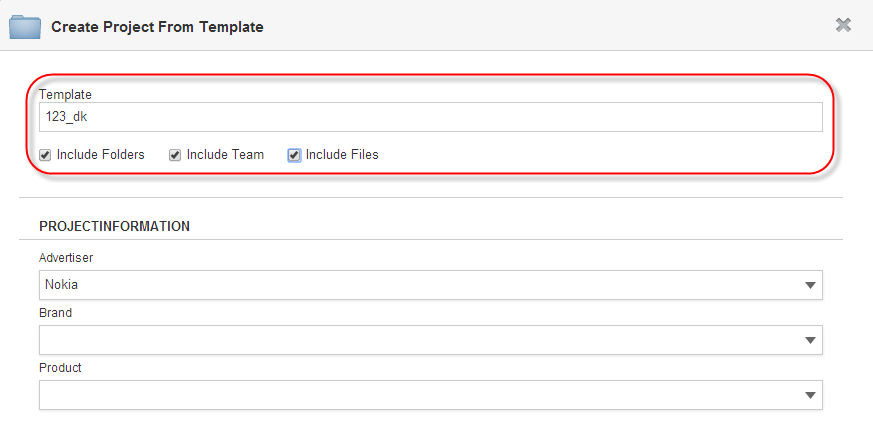 Create Project From Template
Template
123_dk
Include Folders Include Team Include Files
PROJECTINFORMATION
Advertiser
Nokia
Brand
Product